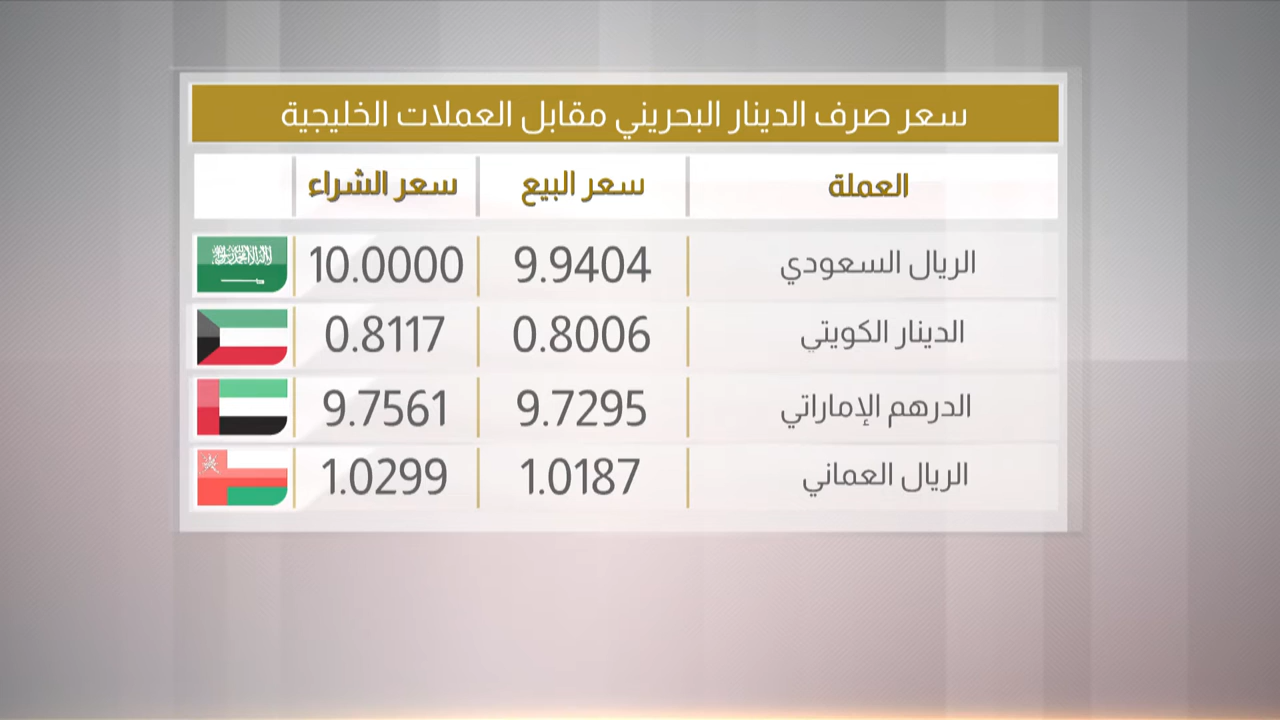 سعر صرف الدينار البحريني مقابل العملات الخليجية
العملة سعر البيع سعر الشراء
الريال السعودي 9.9404 10.0000
الدينار الكويتي 0.8006 0.8117
الدرهم الإماراتي 9.7295 9.7561
الريال العماني 1.0187 1.0299